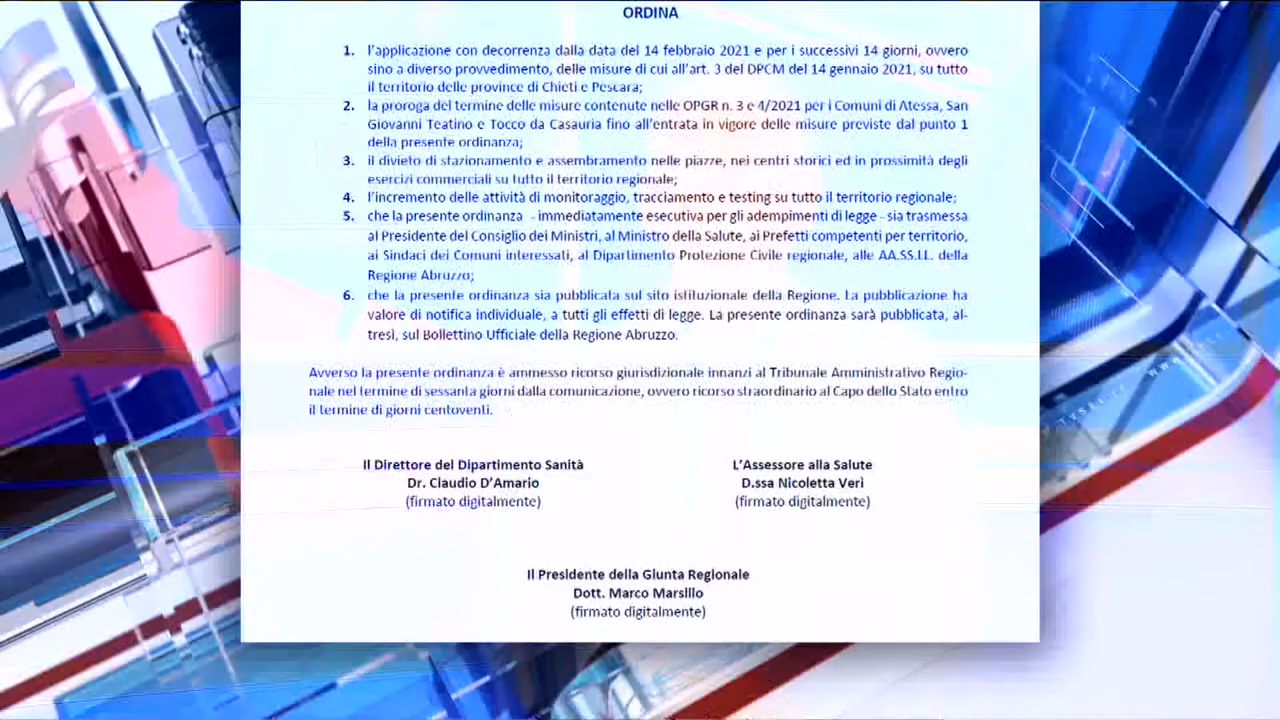 ORDINA
1. l'applicazione con decorrenza dalla data del 14 febbraio 2021 e per i successivi 14 giorni, ovvero
sino a diverso provvedimento, delle misure di cui all'art. 3 del DPCM del 14 gennaio 2021, su tutto
il territorio delle province di Chieti e Pescara;
2. la proroga del termine delle misure contenute nelle OPGR n. 3 e 4/2021 per i Comuni di Atessa, San
Giovanni Teatino e Tocco da Casauria fino all'entrata in vigore delle misure previste dal punto 1
della presente ordinanza;
3. il divieto di stazionamento e assembramento nelle piazze, nei centri storici ed in prossimità degli
esercizi commerciali su tutto il territorio regionale;
4. l'incremento delle attività di monitoraggio, tracciamento e testing su tutto il territorio regionale;
5. che la presente ordinanza - immediatamente esecutiva per gli adempimenti di legge - sia trasmessa
al Presidente del Consiglio dei Ministri, al Ministro della Salute, ai Prefetti competenti per territorio,
ai Sindaci dei Comuni interessati, al Dipartimento Protezione Civile regionale, alle AA.SS.LL. della
Regione Abruzzo;
6. che la presente ordinanza sia pubblicata sul sito istituzionale della Regione. La pubblicazione ha
valore di notifica individuale, a tutti gli effetti di legge. La presente ordinanza sarà pubblicata, al-
tresì, sul Bollettino Ufficiale della Regione Abruzzo.
Avverso la presente ordinanza è ammesso ricorso giurisdizionale innanzi al Tribunale Amministrativo Regio-
nale nel termine di sessanta giorni dalla comunicazione, ovvero ricorso straordinario al Capo dello Stato entro
il termine di giorni centoventi.
Il Direttore del Dipartimento Sanità
Dr. Claudio D'Amario
(firmato digitalmente)
L'Assessore alla Salute
D.ssa Nicoletta Verì
(firmato digitalmente)
Il Presidente della Giunta Regionale
Dott. Marco Marsilio
(firmato digitalmente)